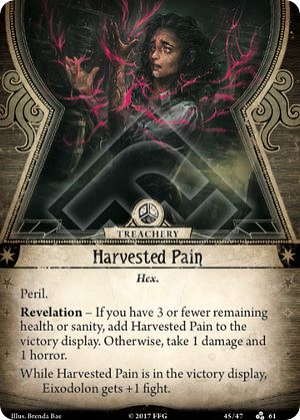 TREACHERY
Harvested Pain
Hex.
Peril.
Revelation – If you have 3 or fewer remaining
health or sanity, add Harvested Pain to the
victory display. Otherwise, take 1 damage and
1 horror.
While Harvested Pain is in the victory display,
Eixodolon gets +1 fight.
Illus. Brenda Bae © 2017 FFG 45/47 61